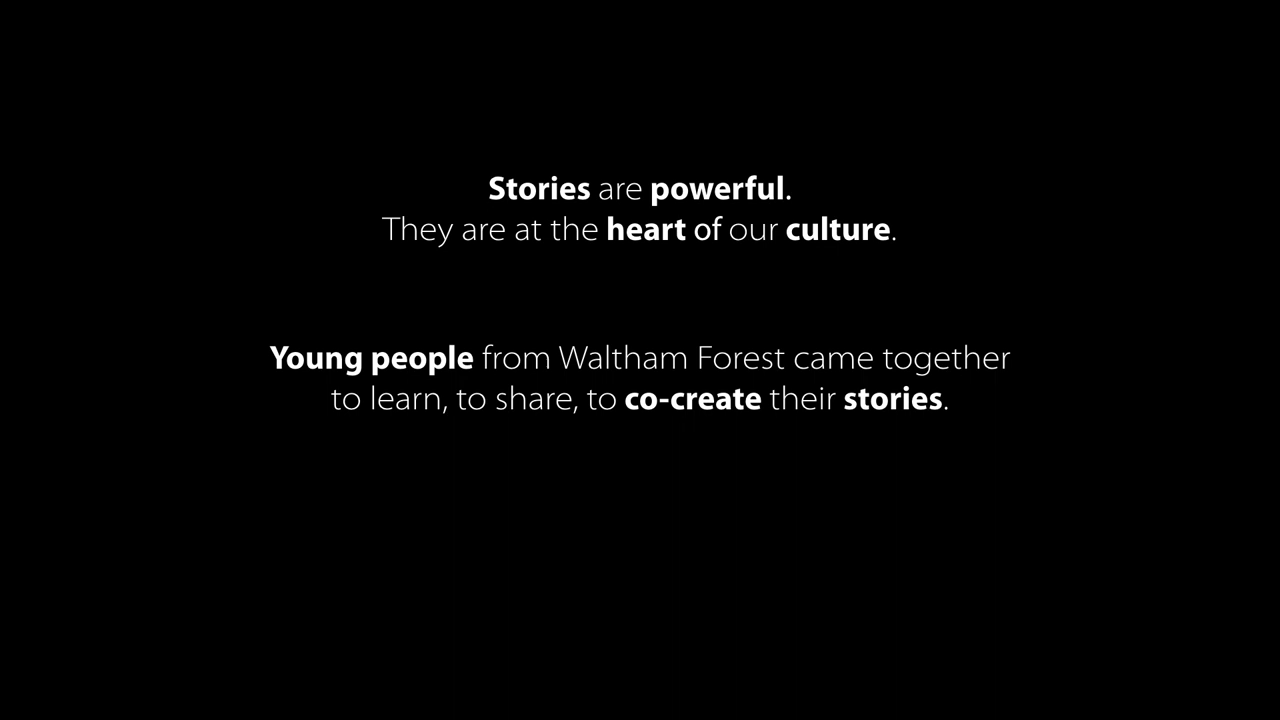 Stories are powerful.
They are at the heart of our culture.
Young people from Waltham Forest came together
to learn, to share, to co-create their stories.